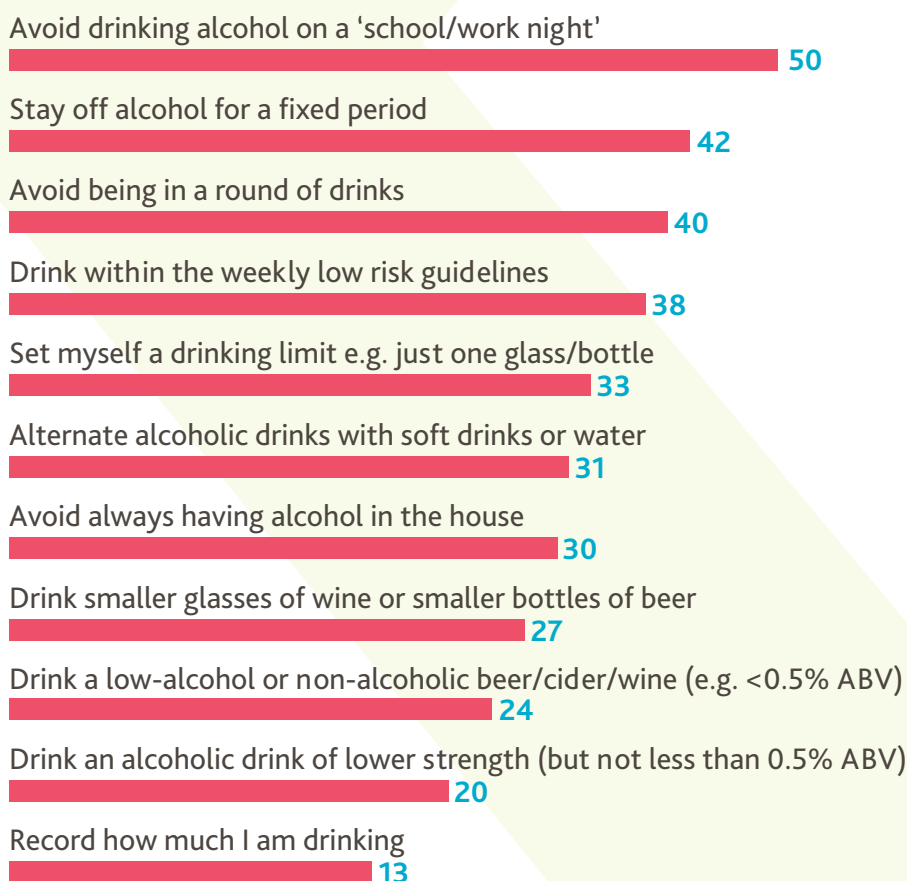 Avoid drinking alcohol on a ‘school/work night’
50
Stay off alcohol for a fixed period
42
Avoid being in a round of drinks
40
Drink within the weekly low risk guidelines
38
Set myself a drinking limit e.g. just one glass/bottle
33
Alternate alcoholic drinks with soft drinks or water
31
Avoid always having alcohol in the house
30
Drink smaller glasses of wine or smaller bottles of beer
27
Drink a low-alcohol or non-alcoholic beer/cider/wine (e.g. <0.5% ABV)
24
Drink an alcoholic drink of lower strength (but not less than 0.5% ABV)
20
Record how much I am drinking
13